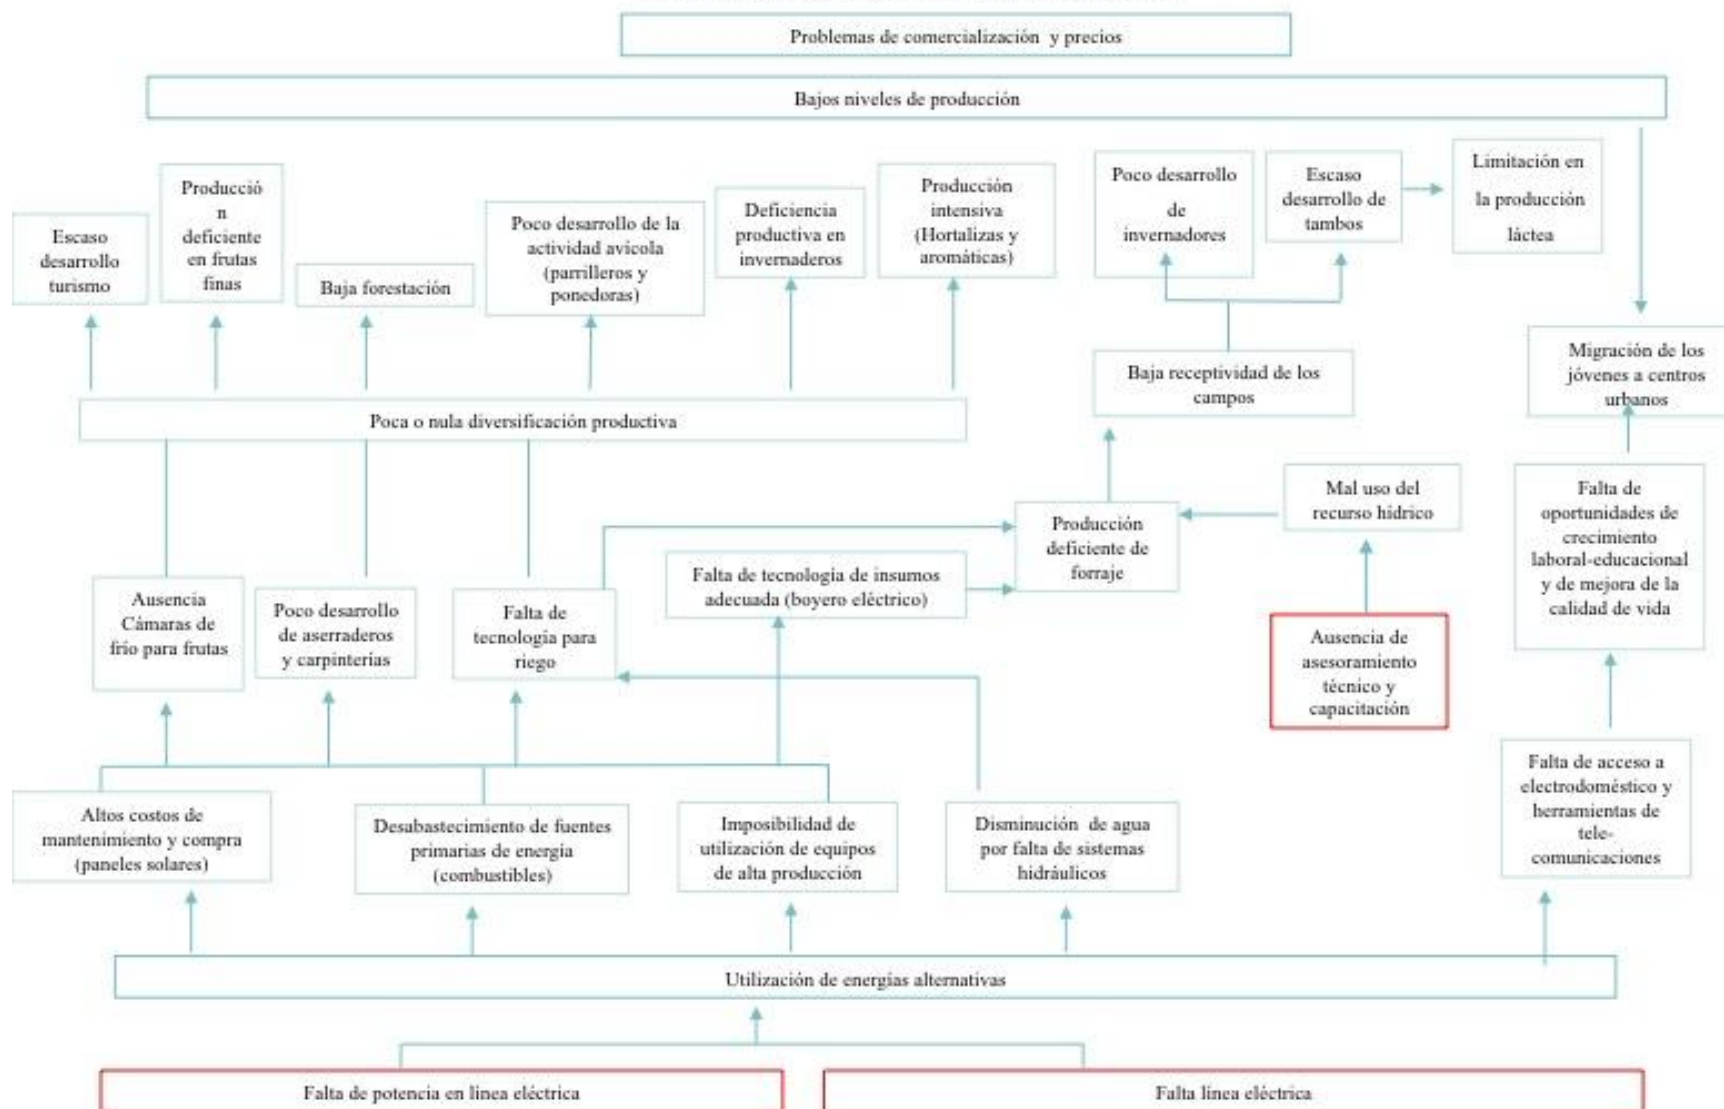 Problemas de comercialización y precios
Bajos niveles de producción
Escaso
desarrollo
turismo
Producció
n
deficiente
en frutas
finas
Baja forestación
Poco desarrollo de la
actividad avícola
(parrilleros y
ponedoras)
Deficiencia
productiva en
invernaderos
Producción
intensiva
(Hortalizas y
aromáticas)
Poco desarrollo
de
invernadores
Escaso
desarrollo de
tambos
Limitación en
la producción
láctea
Migración de los
jóvenes a centros
urbanos
Baja receptividad de los
campos
Poca o nula diversificación productiva
Mal uso del
recurso hídrico
Falta de
oportunidades de
crecimiento
laboral-educacional
y de mejora de la
calidad de vida
Producción
deficiente de
forraje
Falta de tecnología de insumos
adecuada (boyero eléctrico)
Ausencia
Cámaras de
frío para frutas
Poco desarrollo
de aserraderos
y carpinterías
Falta de
tecnología para
riego
Ausencia de
asesoramiento
técnico y
capacitación
Falta de acceso a
electrodoméstico y
herramientas de
tele-
comunicaciones
Altos costos de
mantenimiento y compra
(paneles solares)
Desabastecimiento de fuentes
primarias de energía
(combustibles)
Imposibilidad de
utilización de equipos
de alta producción
Disminución de agua
por falta de sistemas
hidráulicos
Utilización de energías alternativas
Falta de potencia en línea eléctrica
Falta línea eléctrica